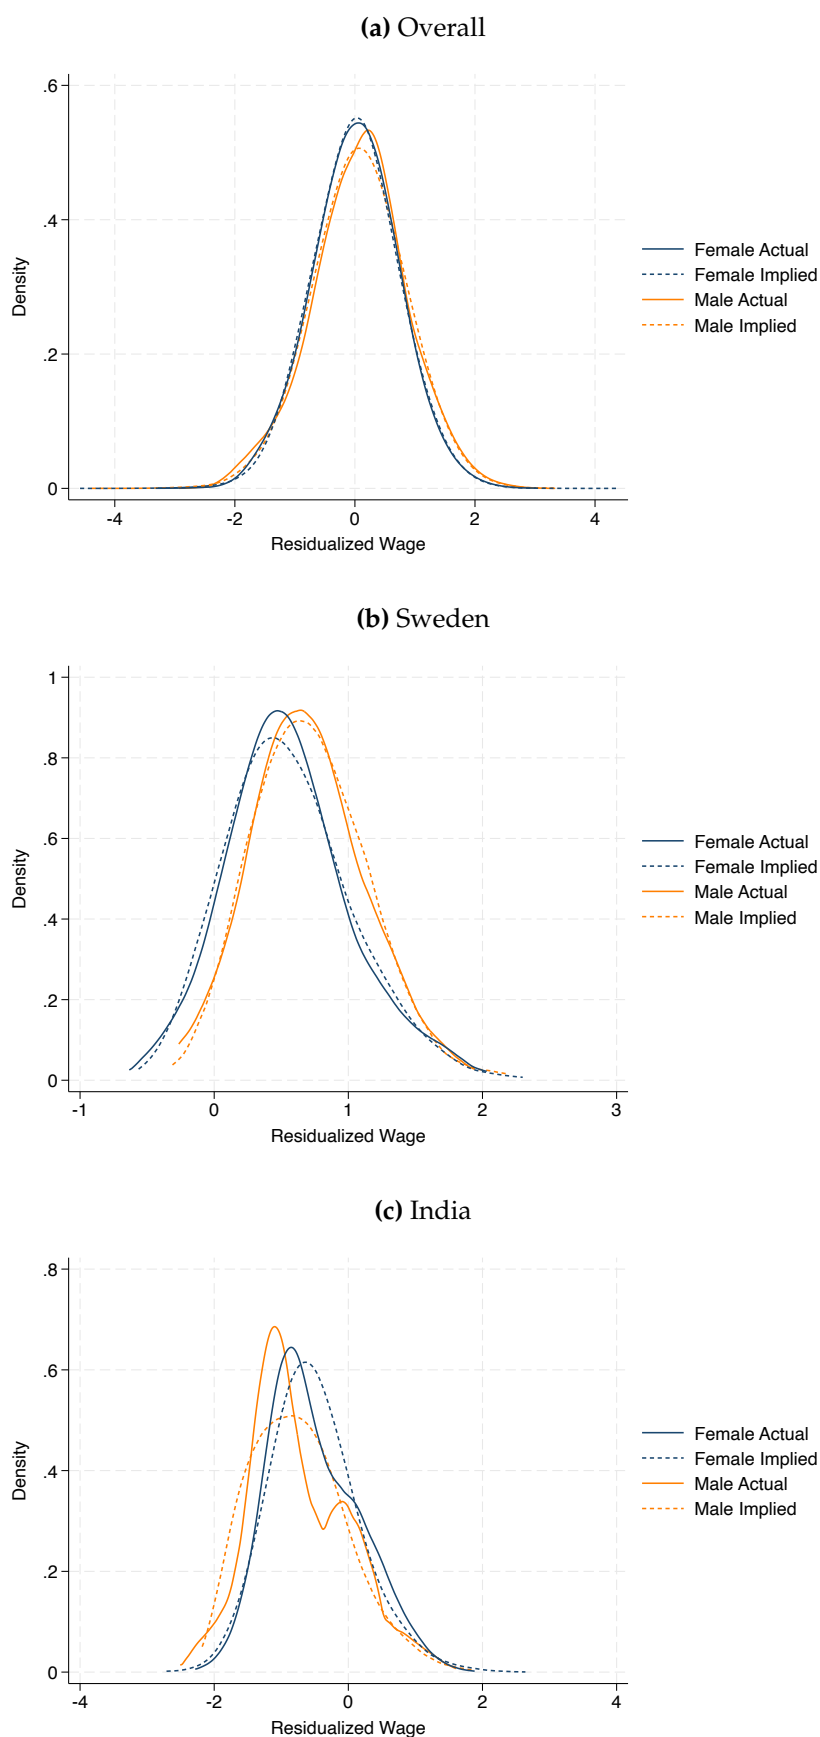 (a) Overall
.6
.4
.2
0
Density
-4 -2 0 2 4
Residualized Wage
Female Actual
Female Implied
Male Actual
Male Implied
(b) Sweden
1
.8
.6
.4
.2
0
Density
-1 0 1 2 3
Residualized Wage
Female Actual
Female Implied
Male Actual
Male Implied
(c) India
.8
.6
.4
.2
0
Density
-4 -2 0 2 4
Residualized Wage
Female Actual
Female Implied
Male Actual
Male Implied